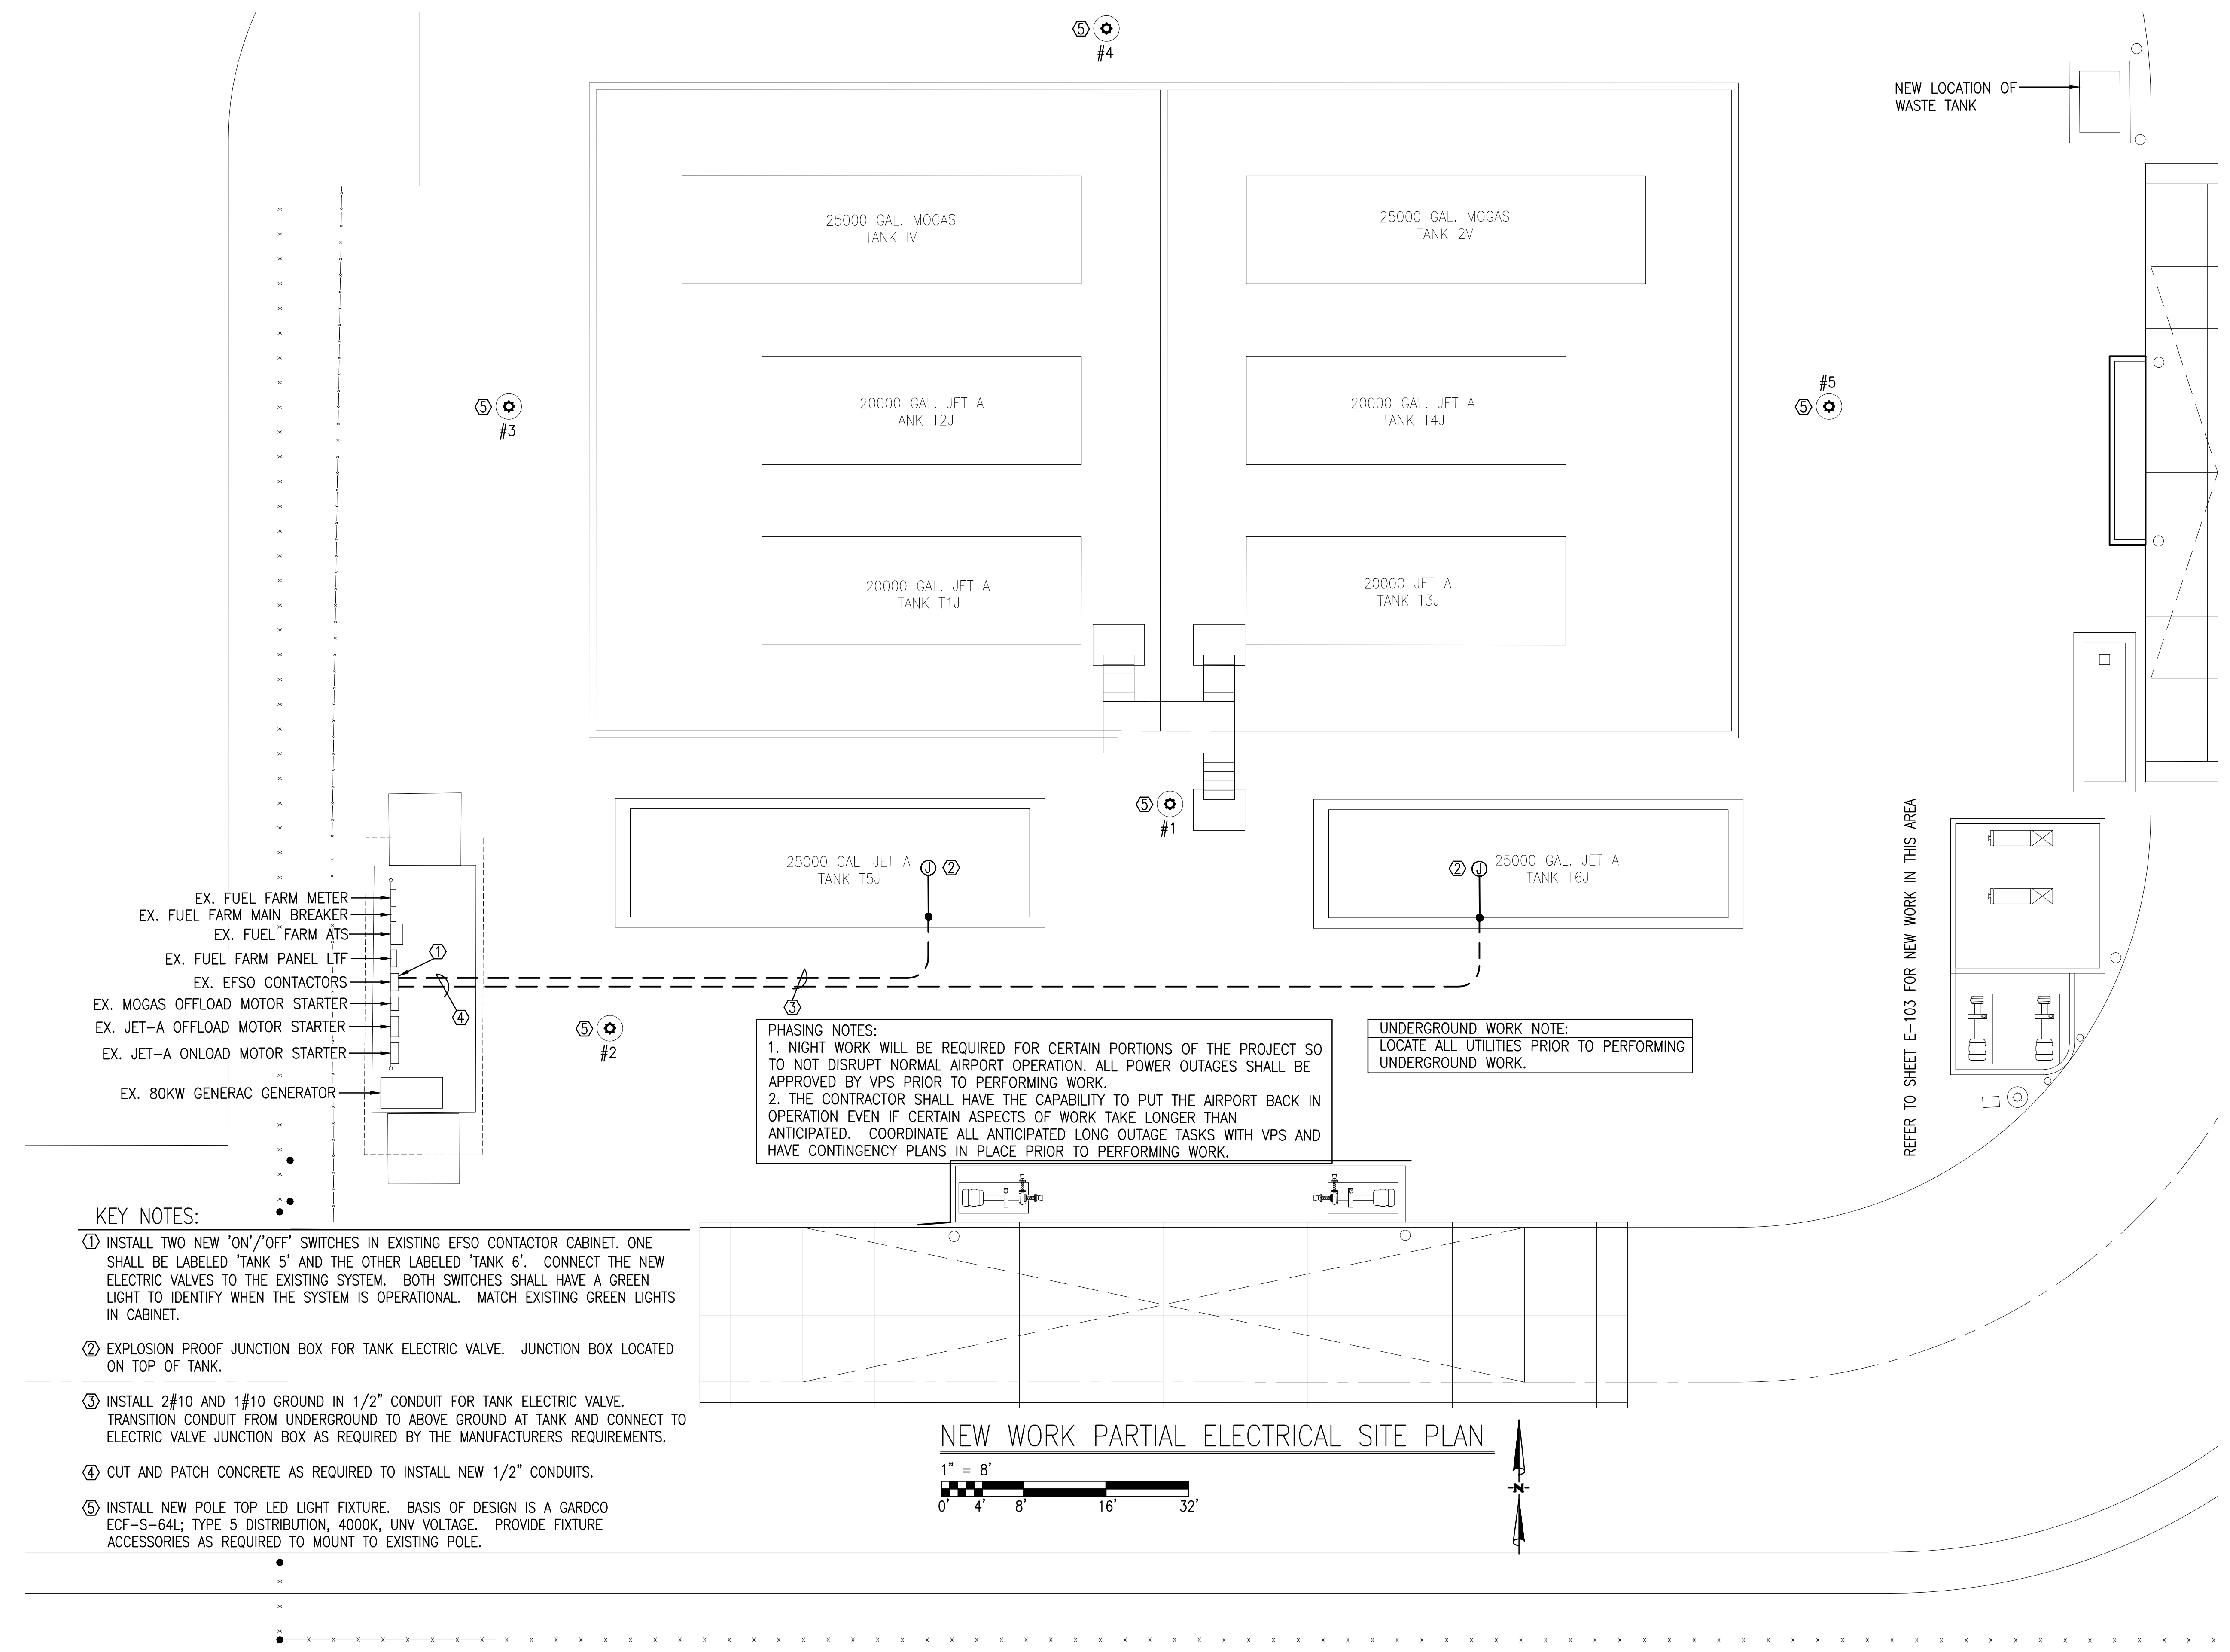 5
#4
NEW LOCATION OF
WASTE TANK
25000 GAL. MOGAS
TANK IV
25000 GAL. MOGAS
TANK 2V
5
#3
20000 GAL. JET A
TANK T2J
20000 GAL. JET A
TANK T4J
#5
5
20000 GAL. JET A
TANK T1J
20000 JET A
TANK T3J
5
#1
25000 GAL. JET A
TANK T5J
J
2
2
J
25000 GAL. JET A
TANK T6J
REFER TO SHEET E-103 FOR NEW WORK IN THIS AREA
EX. FUEL FARM METER
EX. FUEL FARM MAIN BREAKER
EX. FUEL FARM ATS
EX. FUEL FARM PANEL LTF
EX. EFSO CONTACTORS
EX. MOGAS OFFLOAD MOTOR STARTER
EX. JET-A OFFLOAD MOTOR STARTER
EX. JET-A ONLOAD MOTOR STARTER
EX. 80KW GENERAC GENERATOR
1
4
3
5
#2
PHASING NOTES:
1. NIGHT WORK WILL BE REQUIRED FOR CERTAIN PORTIONS OF THE PROJECT SO
TO NOT DISRUPT NORMAL AIRPORT OPERATION. ALL POWER OUTAGES SHALL BE
APPROVED BY VPS PRIOR TO PERFORMING WORK.
2. THE CONTRACTOR SHALL HAVE THE CAPABILITY TO PUT THE AIRPORT BACK IN
OPERATION EVEN IF CERTAIN ASPECTS OF WORK TAKE LONGER THAN
ANTICIPATED. COORDINATE ALL ANTICIPATED LONG OUTAGE TASKS WITH VPS AND
HAVE CONTINGENCY PLANS IN PLACE PRIOR TO PERFORMING WORK.
UNDERGROUND WORK NOTE:
LOCATE ALL UTILITIES PRIOR TO PERFORMING
UNDERGROUND WORK.
KEY NOTES:
1 INSTALL TWO NEW 'ON'/'OFF' SWITCHES IN EXISTING EFSO CONTACTOR CABINET. ONE
SHALL BE LABELED 'TANK 5' AND THE OTHER LABELED 'TANK 6'. CONNECT THE NEW
ELECTRIC VALVES TO THE EXISTING SYSTEM. BOTH SWITCHES SHALL HAVE A GREEN
LIGHT TO IDENTIFY WHEN THE SYSTEM IS OPERATIONAL. MATCH EXISTING GREEN LIGHTS
IN CABINET.
2 EXPLOSION PROOF JUNCTION BOX FOR TANK ELECTRIC VALVE. JUNCTION BOX LOCATED
ON TOP OF TANK.
3 INSTALL 2#10 AND 1#10 GROUND IN 1/2" CONDUIT FOR TANK ELECTRIC VALVE.
TRANSITION CONDUIT FROM UNDERGROUND TO ABOVE GROUND AT TANK AND CONNECT TO
ELECTRIC VALVE JUNCTION BOX AS REQUIRED BY THE MANUFACTURERS REQUIREMENTS.
4 CUT AND PATCH CONCRETE AS REQUIRED TO INSTALL NEW 1/2" CONDUITS.
5 INSTALL NEW POLE TOP LED LIGHT FIXTURE. BASIS OF DESIGN IS A GARDCO
ECF-S-64L; TYPE 5 DISTRIBUTION, 4000K, UNV VOLTAGE. PROVIDE FIXTURE
ACCESSORIES AS REQUIRED TO MOUNT TO EXISTING POLE.
NEW WORK PARTIAL ELECTRICAL SITE PLAN
1" = 8'
0' 4' 8' 16' 32'
N